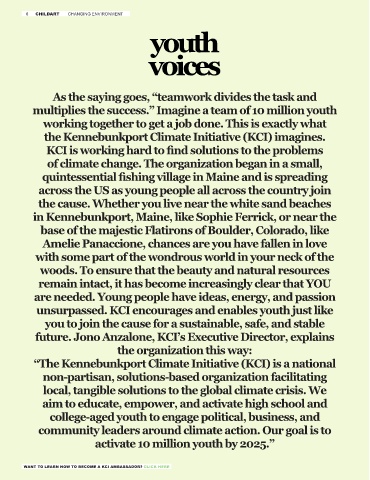 8 CHILDART CHANGING ENVIRONMENT
youth
voices
As the saying goes, “teamwork divides the task and
multiplies the success.” Imagine a team of 10 million youth
working together to get a job done. This is exactly what
the Kennebunkport Climate Initiative (KCI) imagines.
KCI is working hard to find solutions to the problems
of climate change. The organization began in a small,
quintessential fishing village in Maine and is spreading
across the US as young people all across the country join
the cause. Whether you live near the white sand beaches
in Kennebunkport, Maine, like Sophie Ferrick, or near the
base of the majestic Flatirons of Boulder, Colorado, like
Amelie Panaccione, chances are you have fallen in love
with some part of the wondrous world in your neck of the
woods. To ensure that the beauty and natural resources
remain intact, it has become increasingly clear that YOU
are needed. Young people have ideas, energy, and passion
unsurpassed. KCI encourages and enables youth just like
you to join the cause for a sustainable, safe, and stable
future. Jono Anzalone, KCI’s Executive Director, explains
the organization this way:
“The Kennebunkport Climate Initiative (KCI) is a national
non-partisan, solutions-based organization facilitating
local, tangible solutions to the global climate crisis. We
aim to educate, empower, and activate high school and
college-aged youth to engage political, business, and
community leaders around climate action. Our goal is to
activate 10 million youth by 2025.”
WANT TO LEARN HOW TO BECOME A KCI AMBASSADOR? CLICK HERE